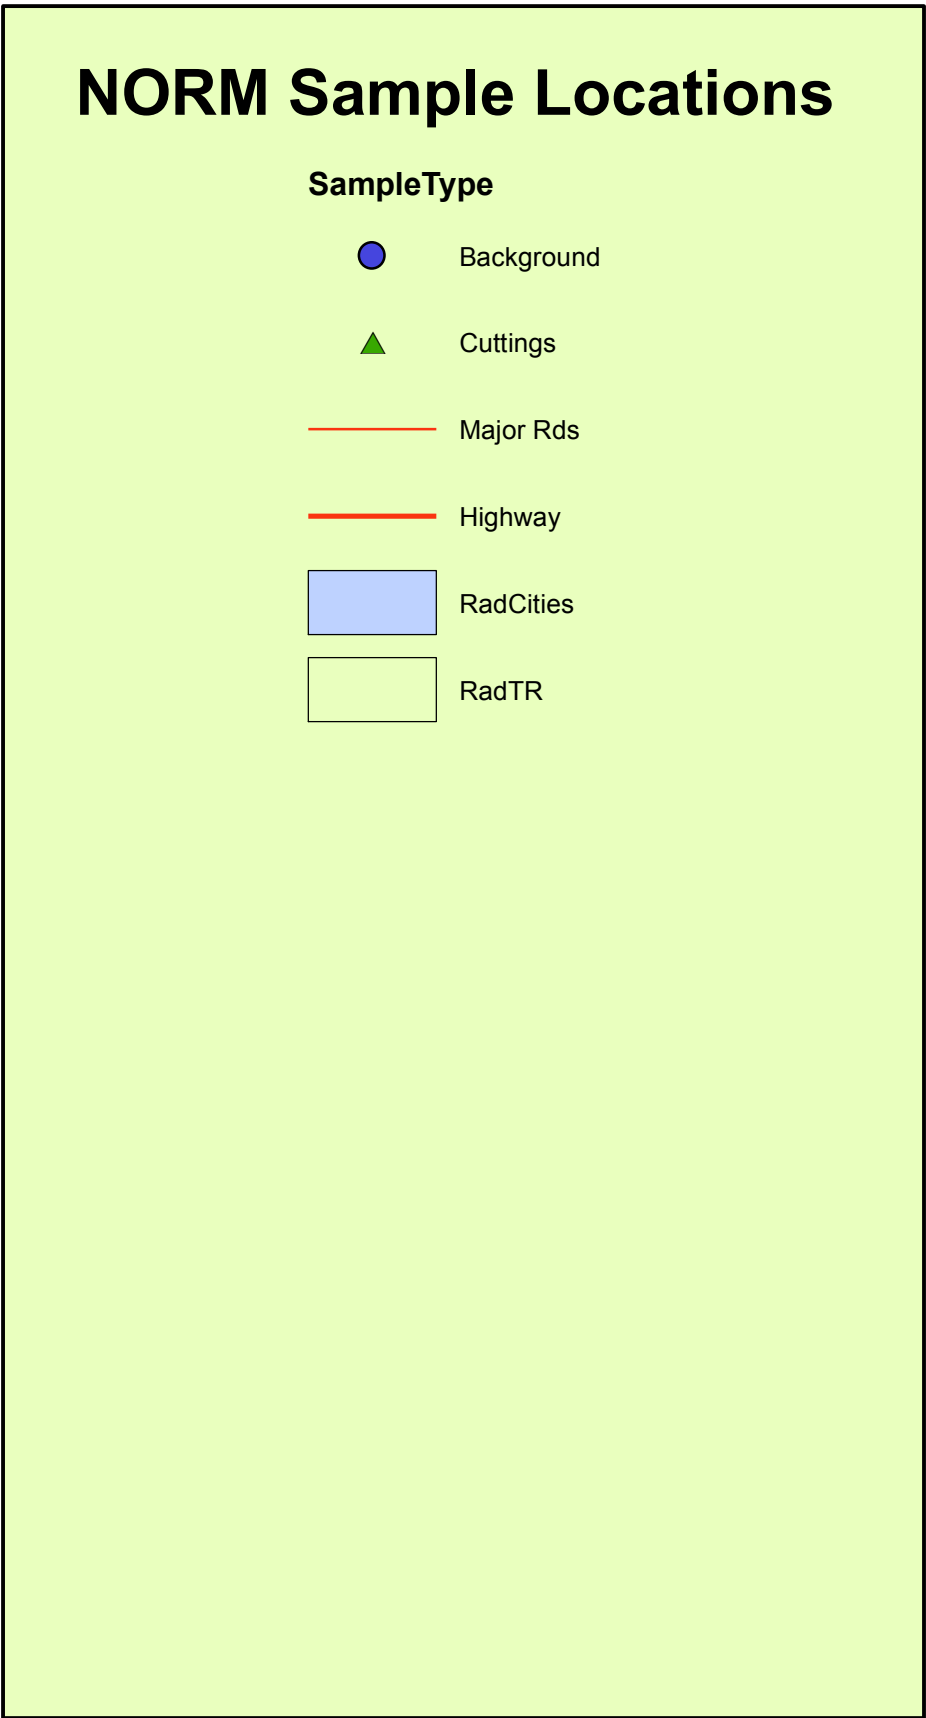 NORM Sample Locations
SampleType
Background
Cuttings
Major Rds
Highway
RadCities
RadTR